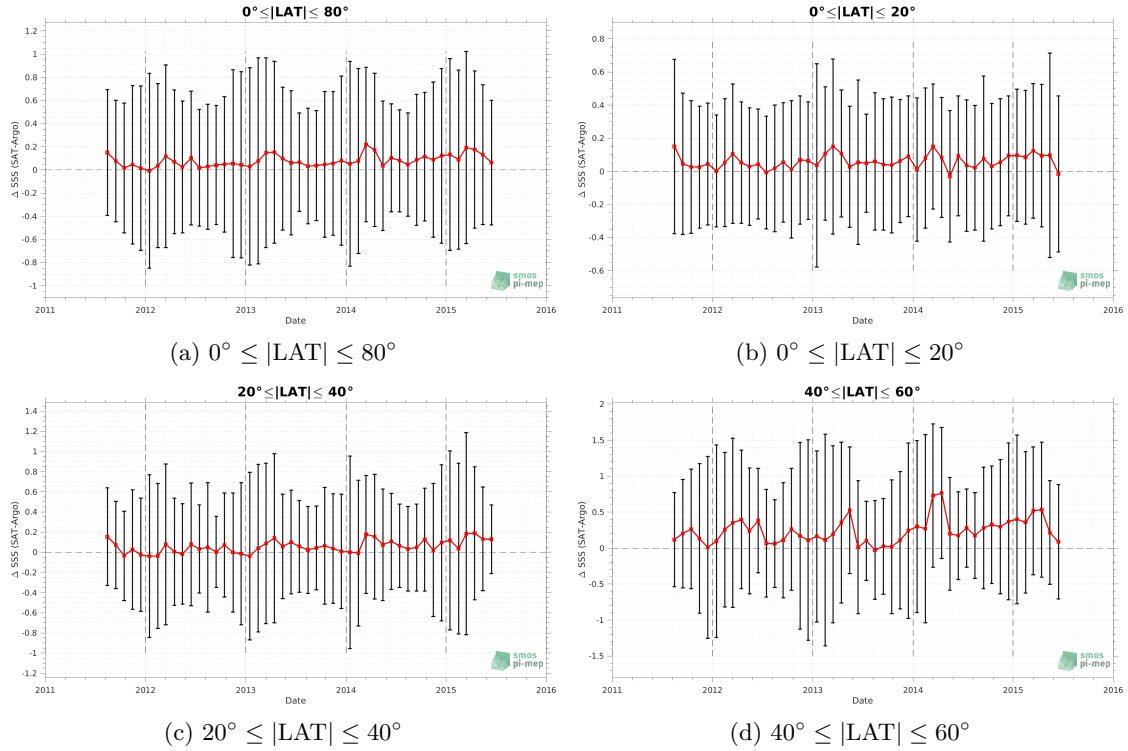 0°≤|LAT|≤ 80°
1.2
1
0.8
0.6
0.4
0.2
0
-0.2
-0.4
-0.6
-0.8
-1
Δ SSS (SAT-Argo)
2011
2012
2013
2014
2015
2016
Date
smos
pi-mep
(a) 0° ≤ |LAT| ≤ 80°
0°≤|LAT|≤ 20°
0.8
0.6
0.4
0.2
0
-0.2
-0.4
-0.6
Δ SSS (SAT-Argo)
2011
2012
2013
2014
2015
2016
Date
smos
pi-mep
(b) 0° ≤ |LAT| ≤ 20°
20°≤|LAT|≤ 40°
1.4
1.2
1
0.8
0.6
0.4
0.2
0
-0.2
-0.4
-0.6
-0.8
-1
-1.2
Δ SSS (SAT-Argo)
2011
2012
2013
2014
2015
2016
Date
smos
pi-mep
(c) 20° ≤ |LAT| ≤ 40°
40°≤|LAT|≤ 60°
2
1.5
1
0.5
0
-0.5
-1
-1.5
Δ SSS (SAT-Argo)
2011
2012
2013
2014
2015
2016
Date
smos
pi-mep
(d) 40° ≤ |LAT| ≤ 60°